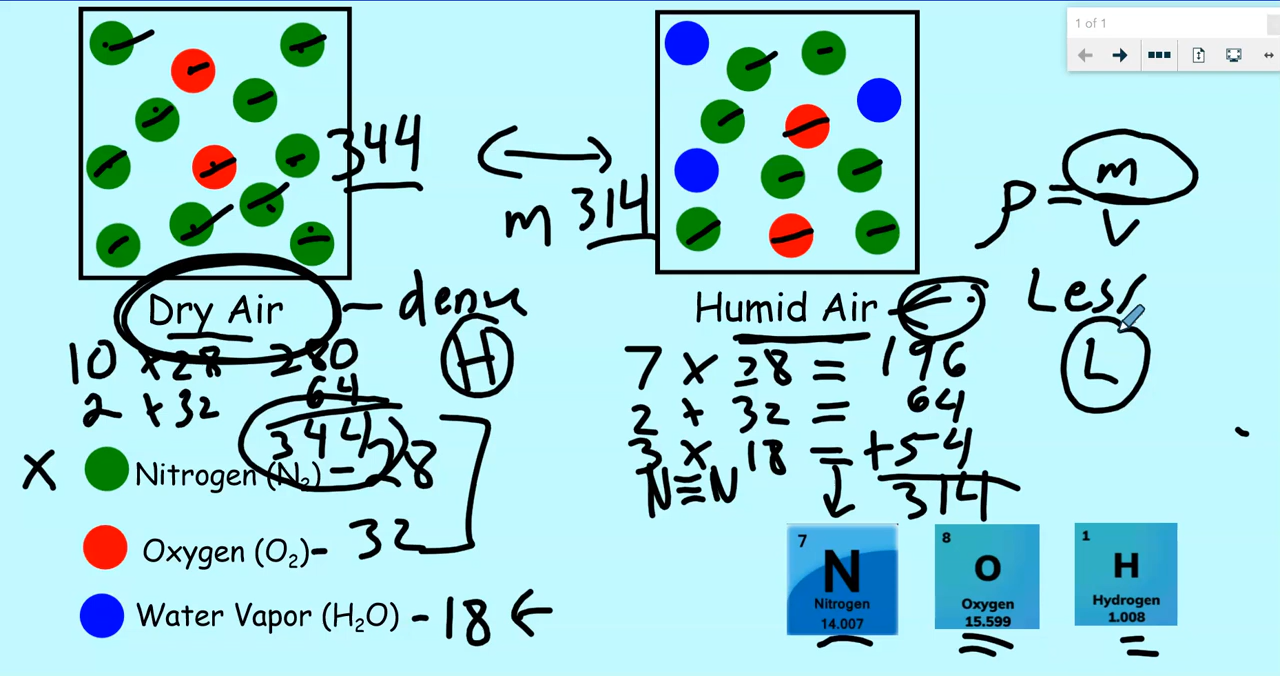 1 of 1
344
m 314
ρ = m
V
Dry Air - dense
H
Humid Air
Less
L
10 x 28 280
2 + 32 64
344
7 x 28 = 196
2 + 32 = 64
3 x 18 = +54
N≡N 314
X Nitrogen (N₂) - 28
Oxygen (O₂) - 32
Water Vapor (H₂O) - 18 ←
7
N
Nitrogen
14.007
8
O
Oxygen
15.599
1
H
Hydrogen
1.008